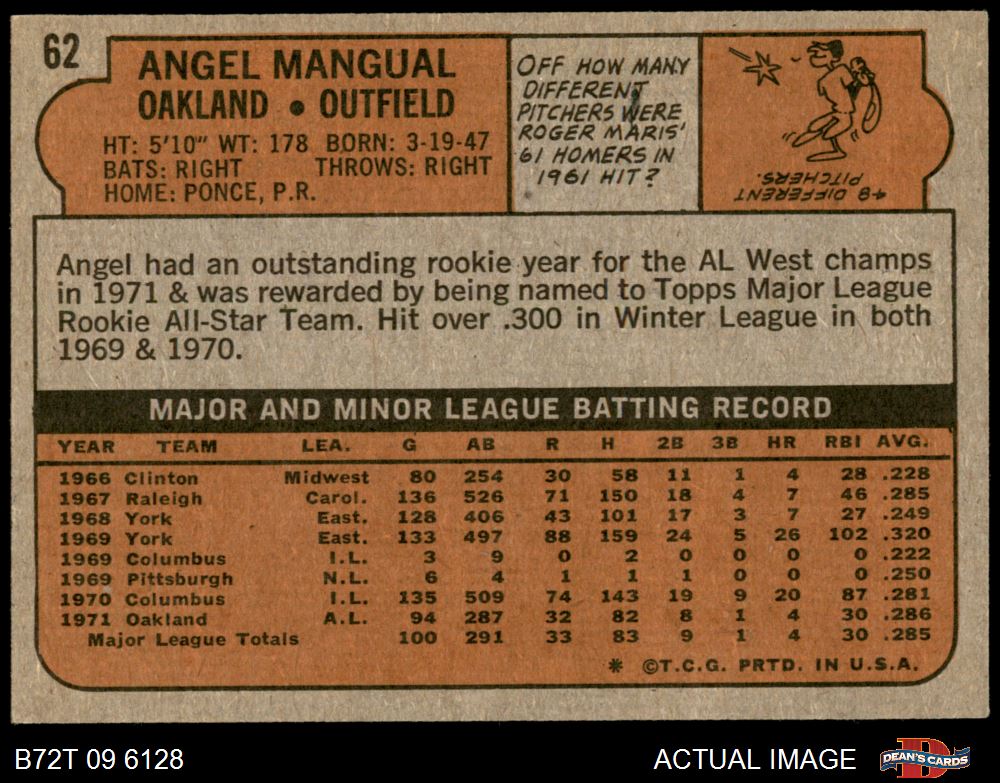 62
ANGEL MANGUAL
OAKLAND • OUTFIELD
HT: 5'10" WT: 178 BORN: 3-19-47
BATS: RIGHT THROWS: RIGHT
HOME: PONCE, P.R.
OFF HOW MANY
DIFFERENT
PITCHERS WERE
ROGER MARIS'
61 HOMERS IN
1961 HIT?
48 DIFFERENT
PITCHERS.
Angel had an outstanding rookie year for the AL West champs
in 1971 & was rewarded by being named to Topps Major League
Rookie All-Star Team. Hit over .300 in Winter League in both
1969 & 1970.
MAJOR AND MINOR LEAGUE BATTING RECORD
YEAR TEAM LEA. G AB R H 2B 3B HR RBI AVG.
1966 Clinton Midwest 80 254 30 58 11 1 4 28 .228
1967 Raleigh Carol. 136 526 71 150 18 4 7 46 .285
1968 York East. 128 406 43 101 17 3 7 27 .249
1969 York East. 133 497 88 159 24 5 26 102 .320
1969 Columbus I.L. 3 9 0 2 0 0 0 0 .222
1969 Pittsburgh N.L. 6 4 1 1 1 0 0 0 .250
1970 Columbus I.L. 135 509 74 143 19 9 20 87 .281
1971 Oakland A.L. 94 287 32 82 8 1 4 30 .286
Major League Totals 100 291 33 83 9 1 4 30 .285
* ©T.C.G. PRTD. IN U.S.A.
B72T 09 6128
ACTUAL IMAGE
DEAN'S CARDS